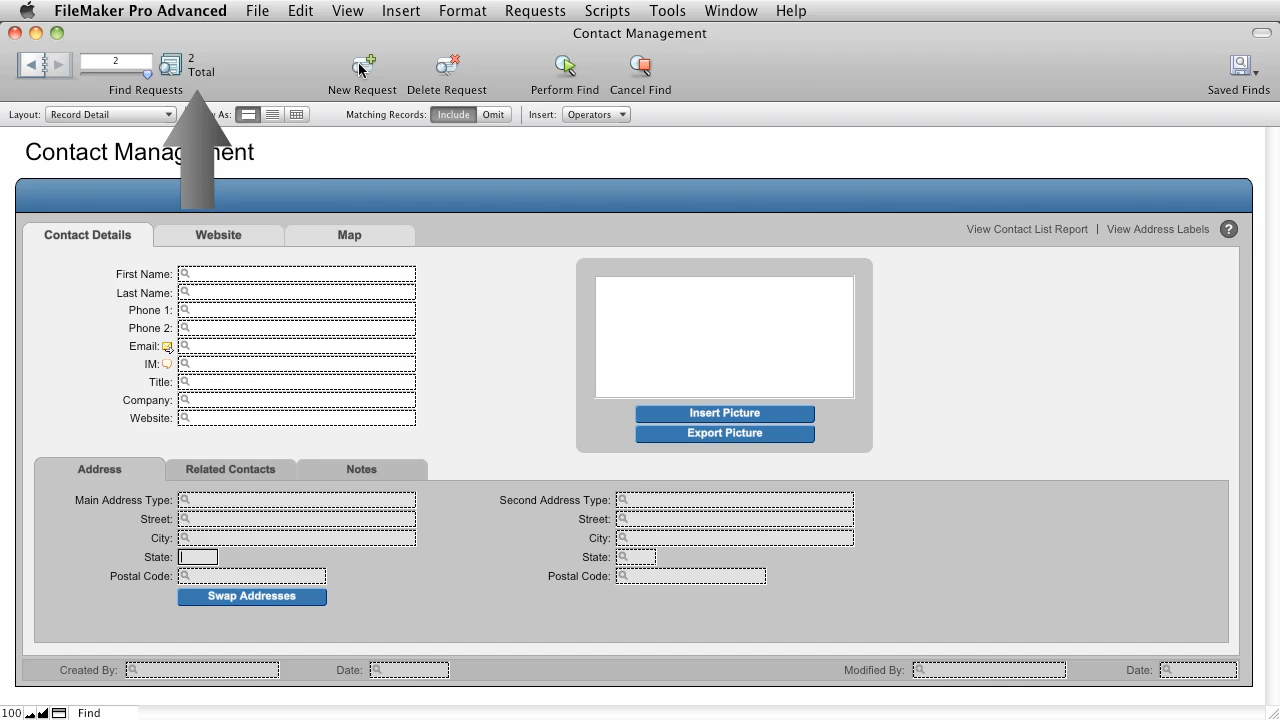 FileMaker Pro Advanced File Edit View Insert Format Requests Scripts Tools Window Help
Contact Management
2 2 Total
Find Requests New Request Delete Request Perform Find Cancel Find Saved Finds
Layout: Record Detail As: Matching Records: Include Omit Insert: Operators
Contact Management
Contact Details Website Map View Contact List Report | View Address Labels ?
First Name:
Last Name:
Phone 1:
Phone 2:
Email:
IM:
Title:
Company:
Website:
Insert Picture
Export Picture
Address Related Contacts Notes
Main Address Type: Second Address Type:
Street: Street:
City: City:
State: State:
Postal Code: Postal Code:
Swap Addresses
Created By: Date: Modified By: Date:
100 Find